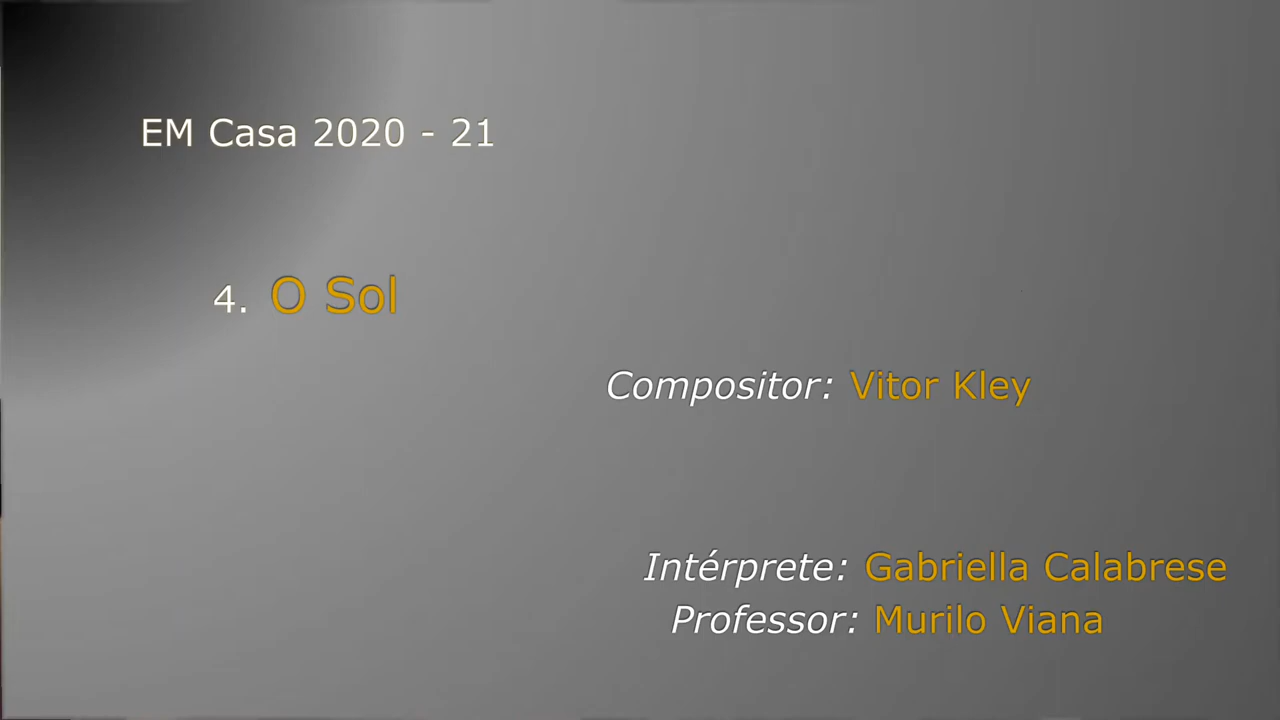 EM Casa 2020 - 21
4. O Sol
Compositor: Vitor Kley
Intérprete: Gabriella Calabrese
Professor: Murilo Viana